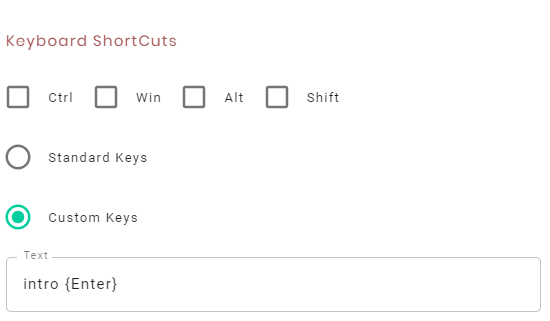 Keyboard ShortCuts
Ctrl Win Alt Shift
Standard Keys
Custom Keys
Text
intro {Enter}